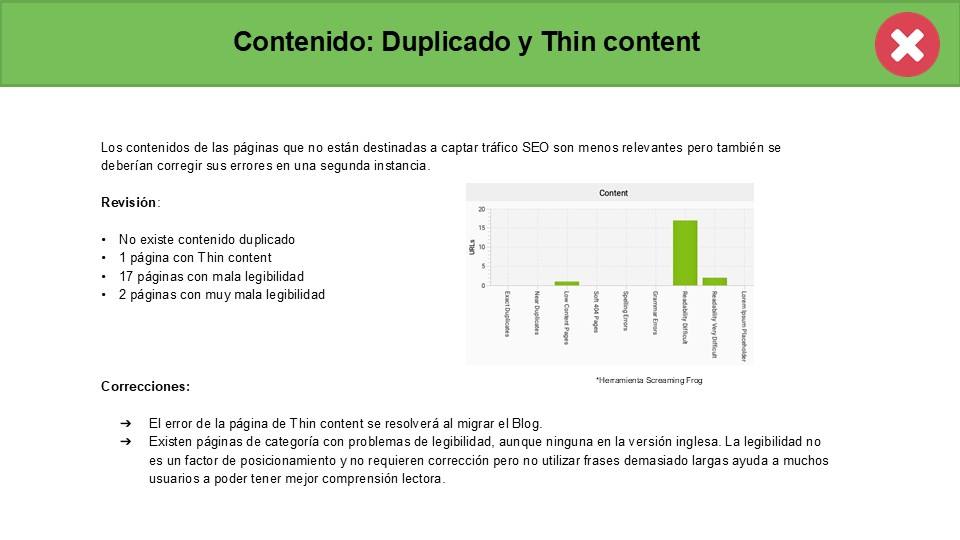 Contenido: Duplicado y Thin content
Los contenidos de las páginas que no están destinadas a captar tráfico SEO son menos relevantes pero también se
deberían corregir sus errores en una segunda instancia.
Revisión:
• No existe contenido duplicado
• 1 página con Thin content
• 17 páginas con mala legibilidad
• 2 páginas con muy mala legibilidad
Content
URLs
20
15
10
5
0
Exact Duplicates
Near Duplicates
Low Content Pages
Soft 404 Pages
Spelling Errors
Grammar Errors
Readability Difficult
Readability Very Difficult
Lorem Ipsum Placeholder
*Herramienta Screaming Frog
Correcciones:
➔ El error de la página de Thin content se resolverá al migrar el Blog.
➔ Existen páginas de categoría con problemas de legibilidad, aunque ninguna en la versión inglesa. La legibilidad no
es un factor de posicionamiento y no requieren corrección pero no utilizar frases demasiado largas ayuda a muchos
usuarios a poder tener mejor comprensión lectora.